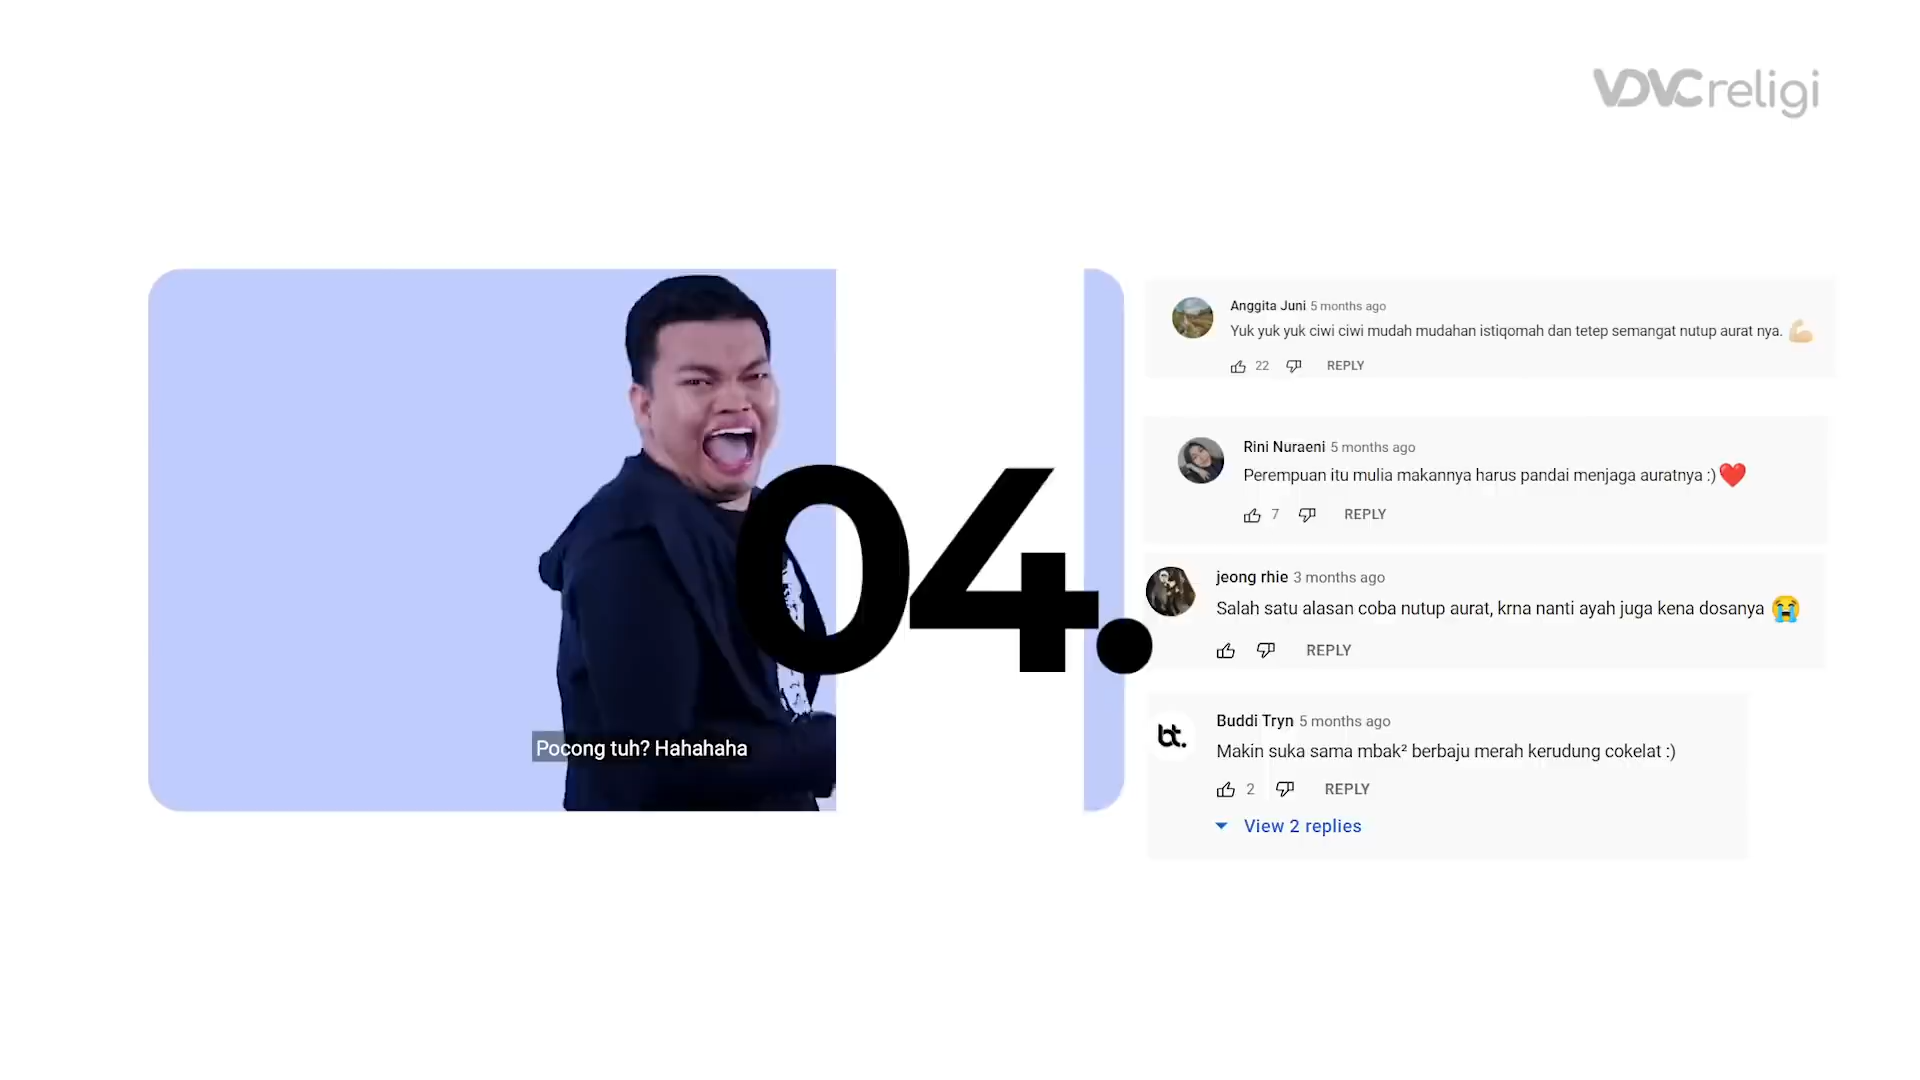 VDVC religi
Anggita Juni 5 months ago
Yuk yuk yuk ciwi ciwi mudah mudahan istiqomah dan tetep semangat nutup aurat nya. 💪🏼
22 REPLY
Rini Nuraeni 5 months ago
Perempuan itu mulia makannya harus pandai menjaga auratnya :) ❤️
7 REPLY
04.
jeong rhie 3 months ago
Salah satu alasan coba nutup aurat, krna nanti ayah juga kena dosanya 😭
REPLY
Pocong tuh? Hahahaha
bt.
Buddi Tryn 5 months ago
Makin suka sama mbak² berbaju merah kerudung cokelat :)
2 REPLY
View 2 replies